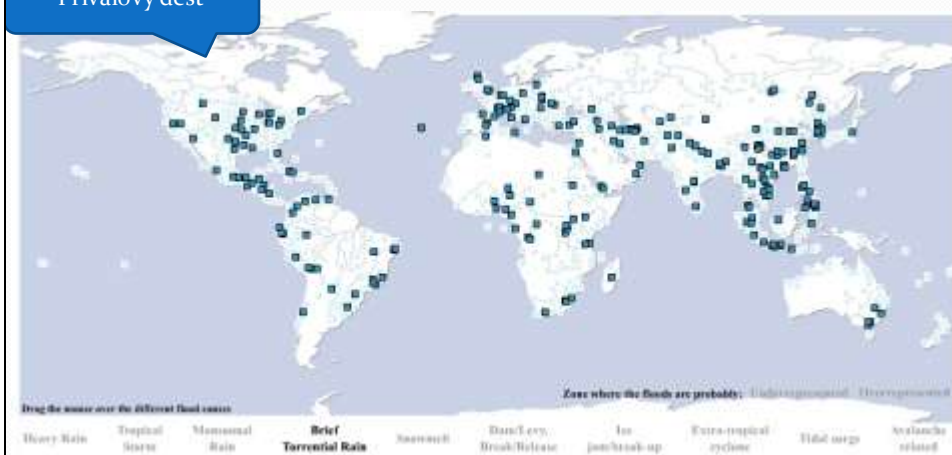 Přívalový déšť
Zone where the floods are probably: Underrepresented Overrepresented
Drag the mouse over the different flood causes
Heavy Rain
Tropical
Storm
Monsoonal
Rain
Brief
Torrential Rain
Snowmelt
Dam/Levy,
Break/Release
Ice
jam/break-up
Extra-tropical
cyclone
Tidal surge
Avalanche
related